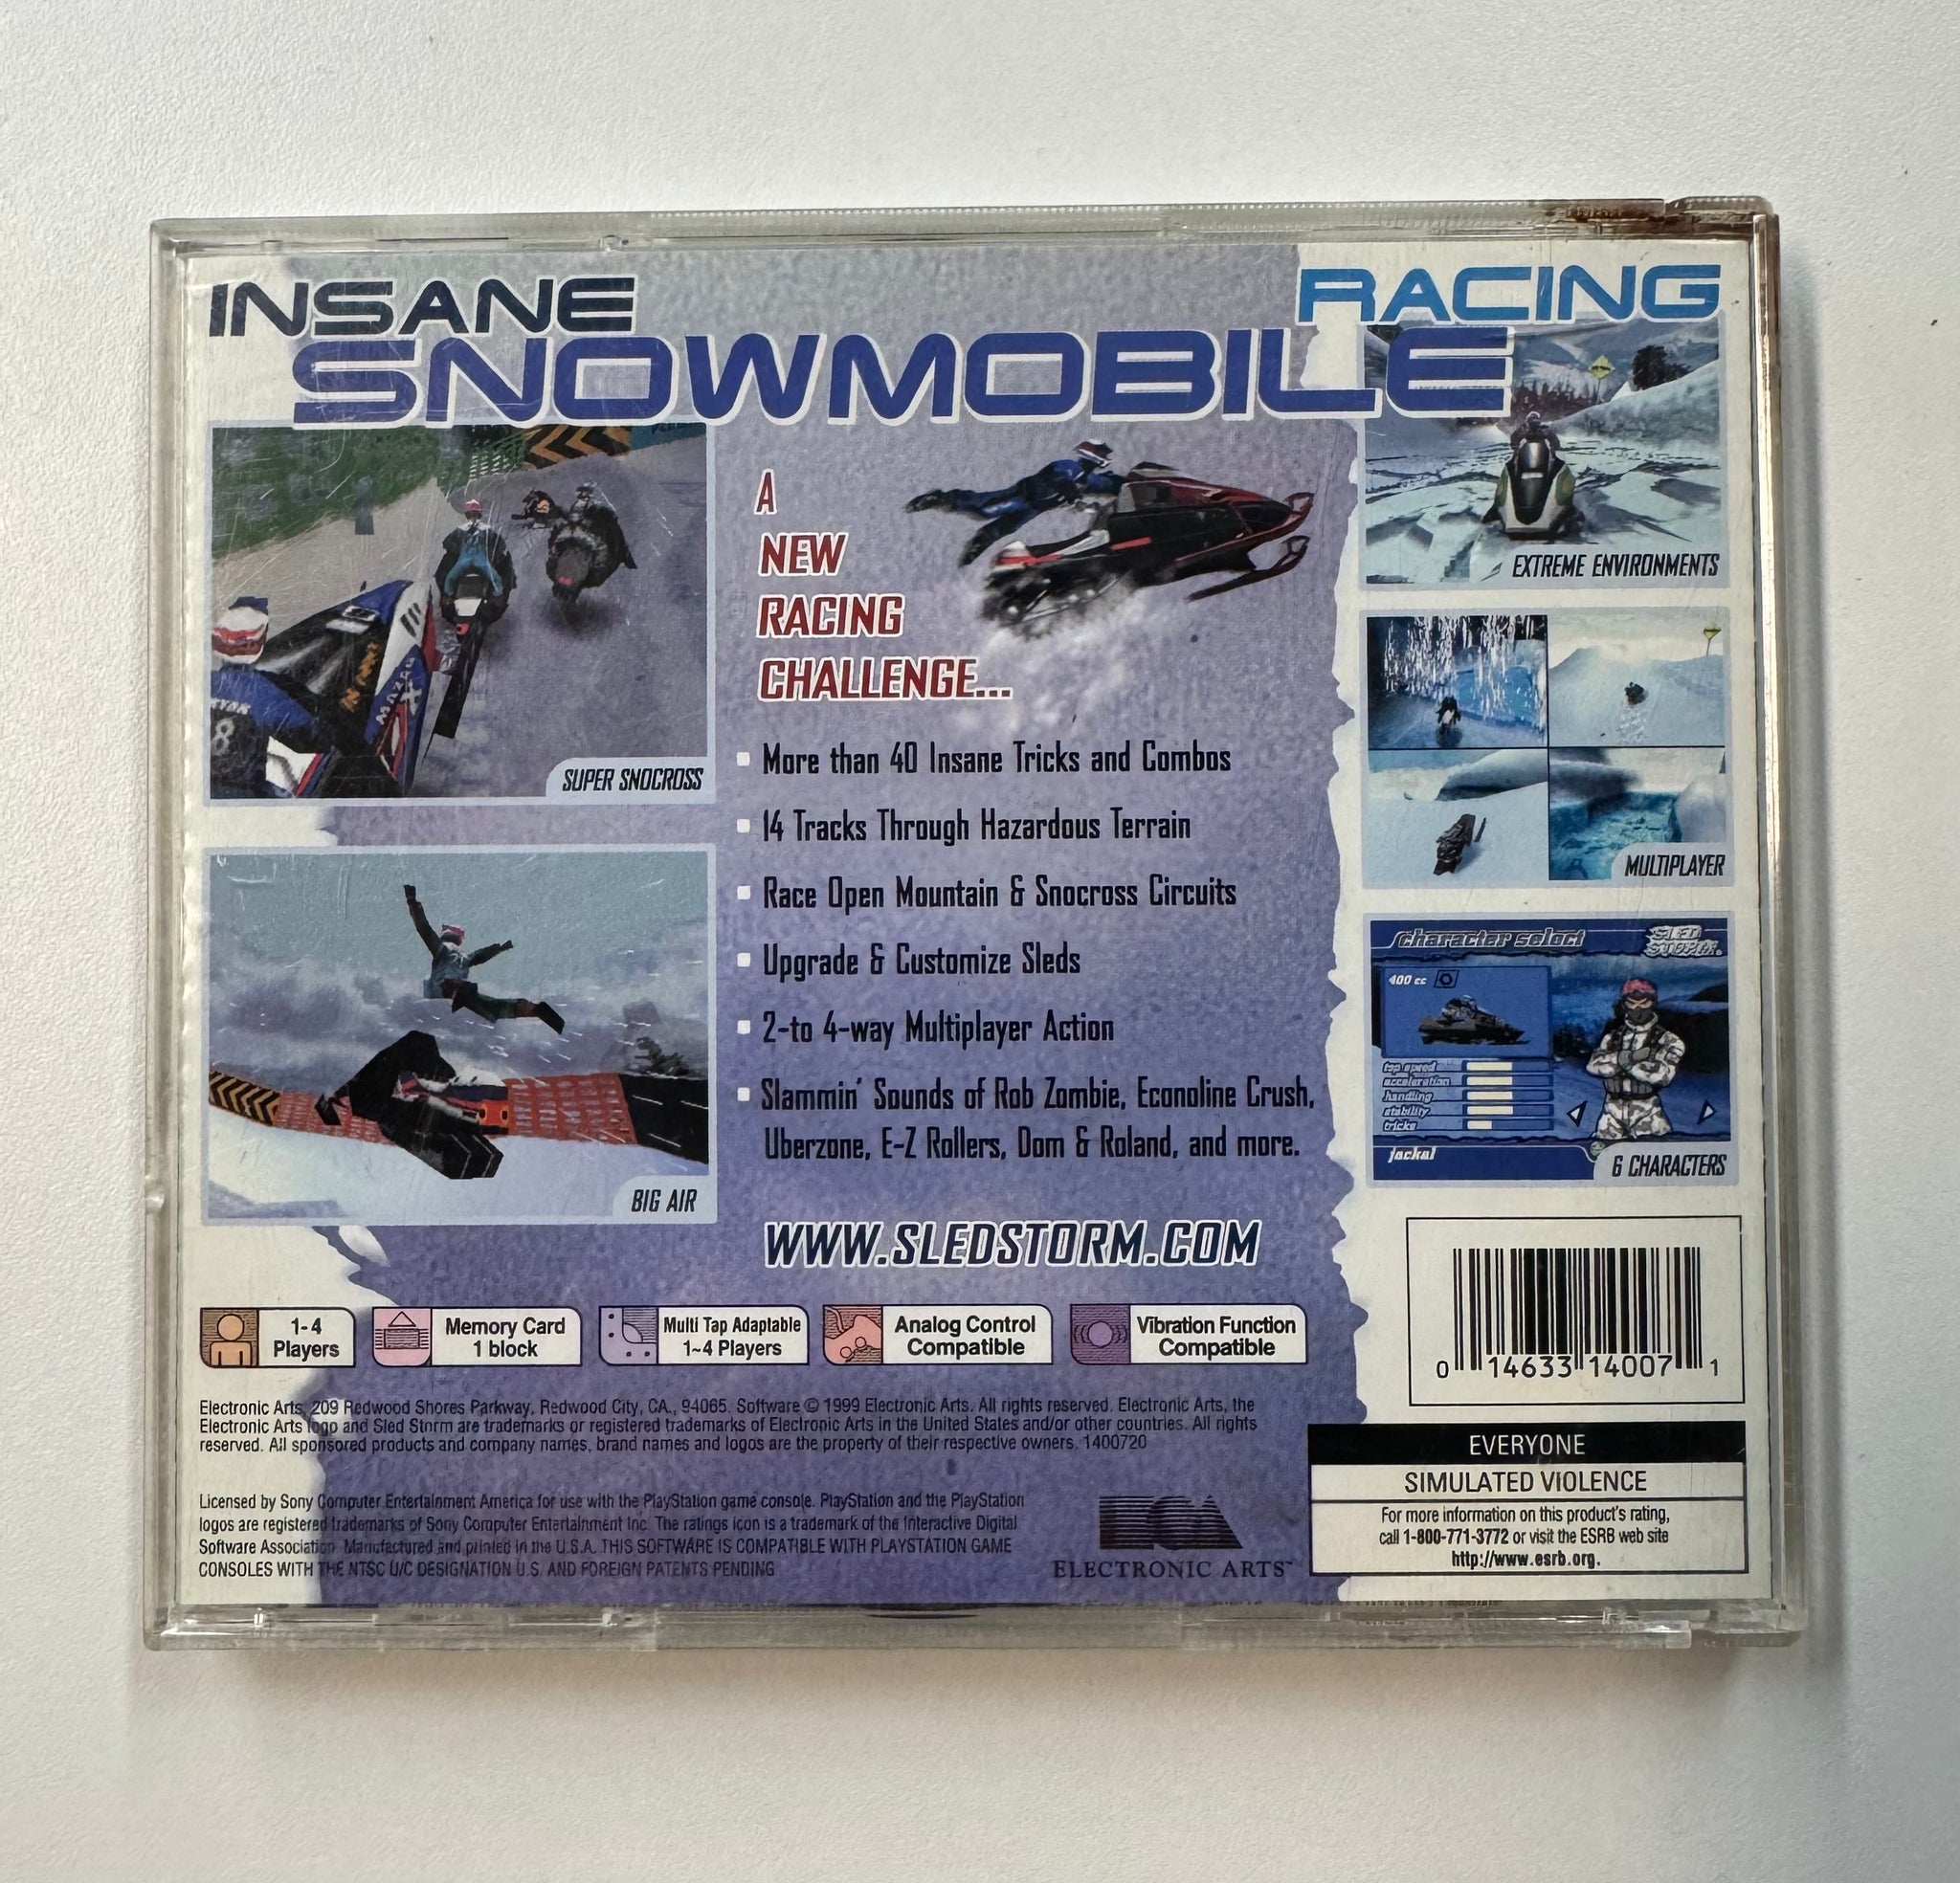 INSANE
RACING
SNOWMOBILE
A
NEW
RACING
CHALLENGE...
▪ More than 40 Insane Tricks and Combos
▪ 14 Tracks Through Hazardous Terrain
▪ Race Open Mountain & Snocross Circuits
▪ Upgrade & Customize Sleds
▪ 2-to 4-way Multiplayer Action
▪ Slammin' Sounds of Rob Zombie, Econoline Crush,
Uberzone, E-Z Rollers, Dom & Roland, and more.
WWW.SLEDSTORM.COM
SUPER SNOCROSS
8
BIG AIR
EXTREME ENVIRONMENTS
MULTIPLAYER
character select
SLED
STORM
400 cc
top speed
acceleration
handling
stability
tricks
jackal
6 CHARACTERS
1-4
Players
Memory Card
1 block
Multi Tap Adaptable
1~4 Players
Analog Control
Compatible
Vibration Function
Compatible
0 14633 14007 1
Electronic Arts, 209 Redwood Shores Parkway, Redwood City, CA., 94065. Software © 1999 Electronic Arts. All rights reserved. Electronic Arts, the
Electronic Arts logo and Sled Storm are trademarks or registered trademarks of Electronic Arts in the United States and/or other countries. All rights
reserved. All sponsored products and company names, brand names and logos are the property of their respective owners. 1400720
Licensed by Sony Computer Entertainment America for use with the PlayStation game console. PlayStation and the PlayStation
logos are registered trademarks of Sony Computer Entertainment Inc. The ratings icon is a trademark of the Interactive Digital
Software Association. Manufactured and printed in the U.S.A. THIS SOFTWARE IS COMPATIBLE WITH PLAYSTATION GAME
CONSOLES WITH THE NTSC U/C DESIGNATION U.S. AND FOREIGN PATENTS PENDING
EA
ELECTRONIC ARTS™
EVERYONE
SIMULATED VIOLENCE
For more information on this product's rating,
call 1-800-771-3772 or visit the ESRB web site
http://www.esrb.org.